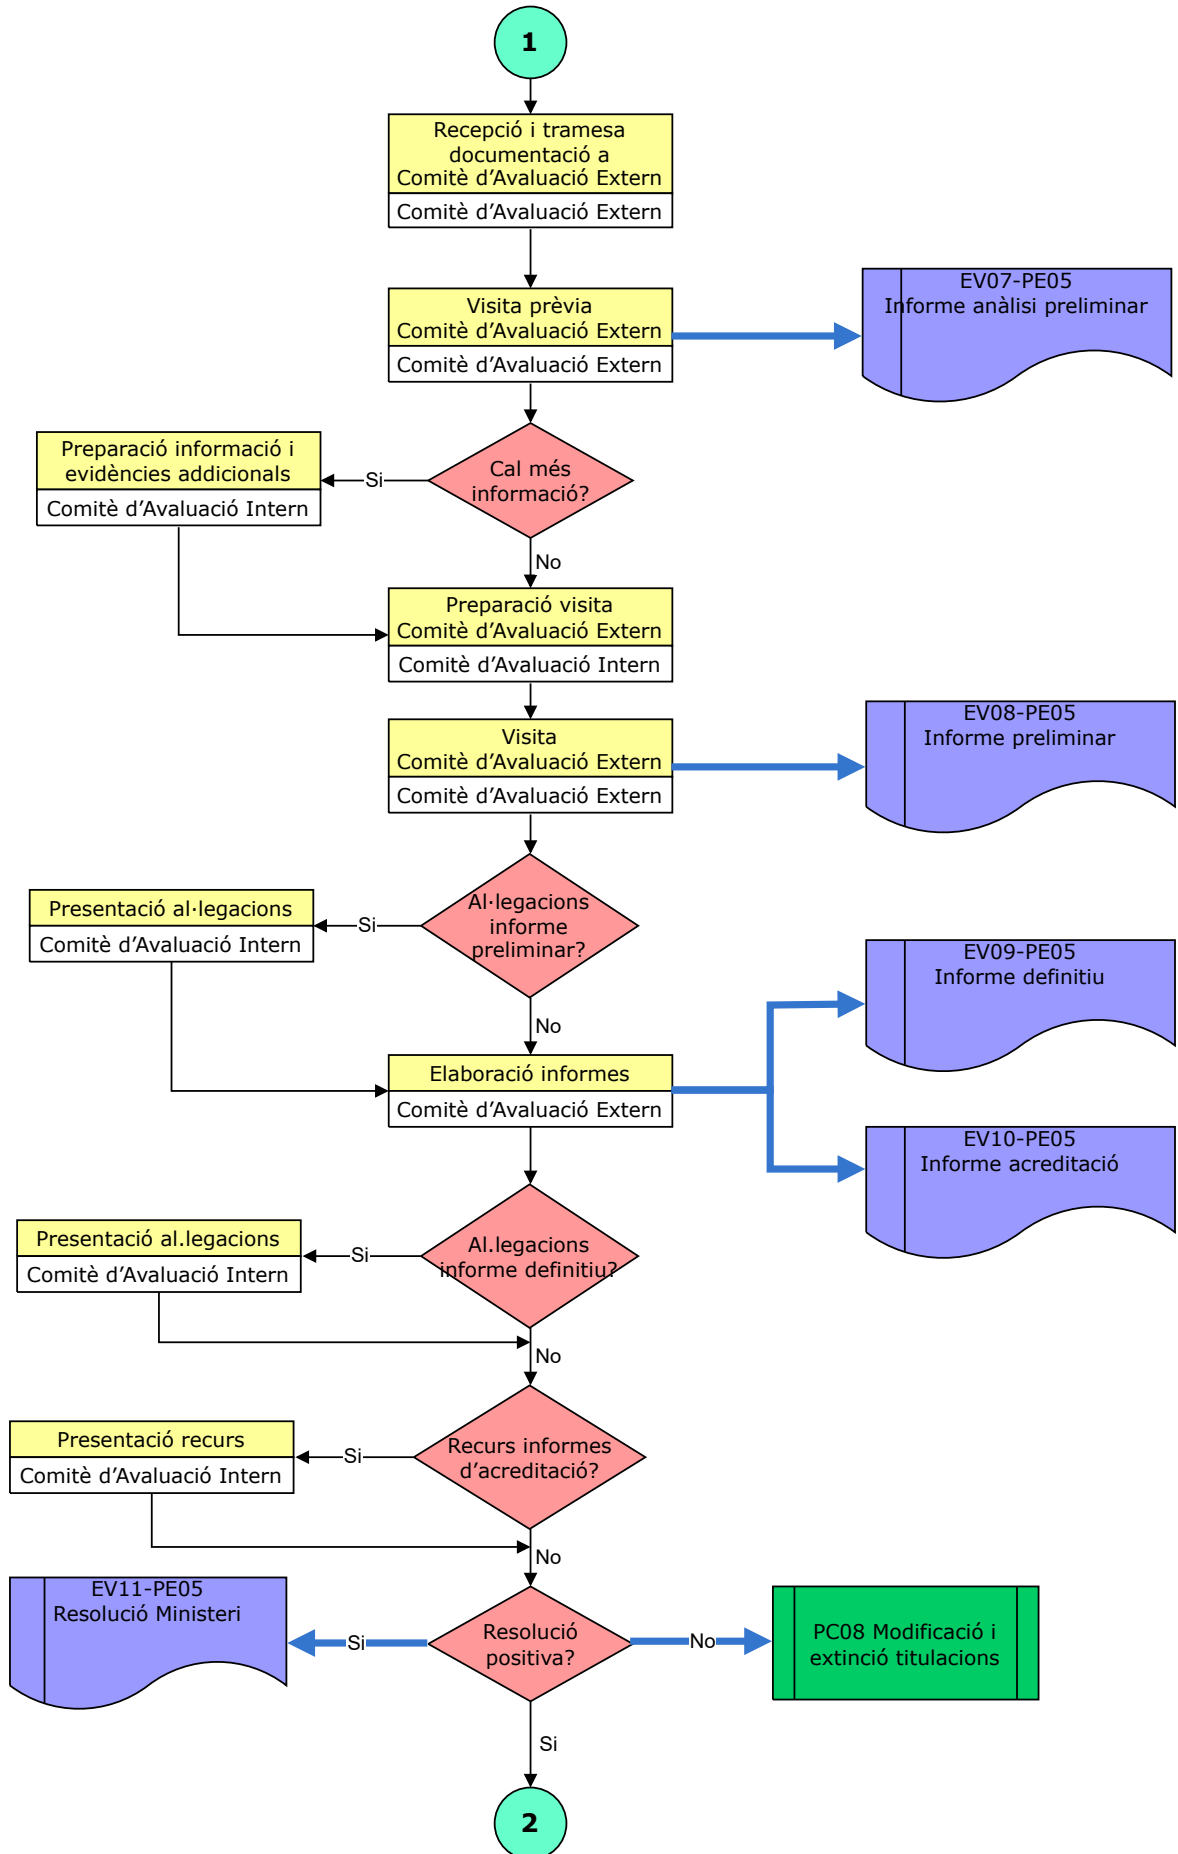 1
Recepció i tramesa
documentació a
Comitè d'Avaluació Extern
Comitè d'Avaluació Extern
Visita prèvia
Comitè d'Avaluació Extern
Comitè d'Avaluació Extern
EV07-PE05
Informe anàlisi preliminar
Cal més
informació?
Si
Preparació informació i
evidències addicionals
Comitè d'Avaluació Intern
No
Preparació visita
Comitè d'Avaluació Extern
Comitè d'Avaluació Intern
Visita
Comitè d'Avaluació Extern
Comitè d'Avaluació Extern
EV08-PE05
Informe preliminar
Al·legacions
informe
preliminar?
Si
Presentació al·legacions
Comitè d'Avaluació Intern
No
Elaboració informes
Comitè d'Avaluació Extern
EV09-PE05
Informe definitiu
EV10-PE05
Informe acreditació
Al.legacions
informe definitiu?
Si
Presentació al.legacions
Comitè d'Avaluació Intern
No
Recurs informes
d'acreditació?
Si
Presentació recurs
Comitè d'Avaluació Intern
No
Resolució
positiva?
Si
EV11-PE05
Resolució Ministeri
No
PC08 Modificació i
extinció titulacions
Si
2